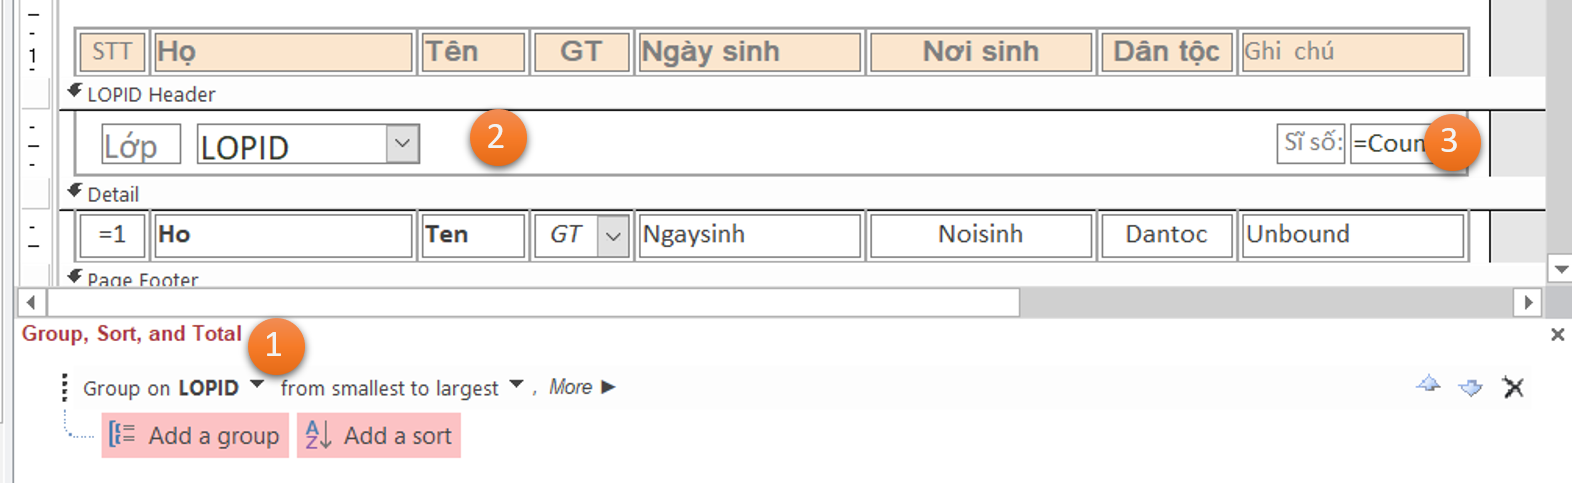 1
STT Họ Tên GT Ngày sinh Nơi sinh Dân tộc Ghi chú
LOPID Header
Lớp LOPID 2 Sĩ số: =Coun 3
Detail
=1 Ho Ten GT Ngaysinh Noisinh Dantoc Unbound
Page Footer
Group, Sort, and Total 1
Group on LOPID from smallest to largest , More
Add a group Add a sort